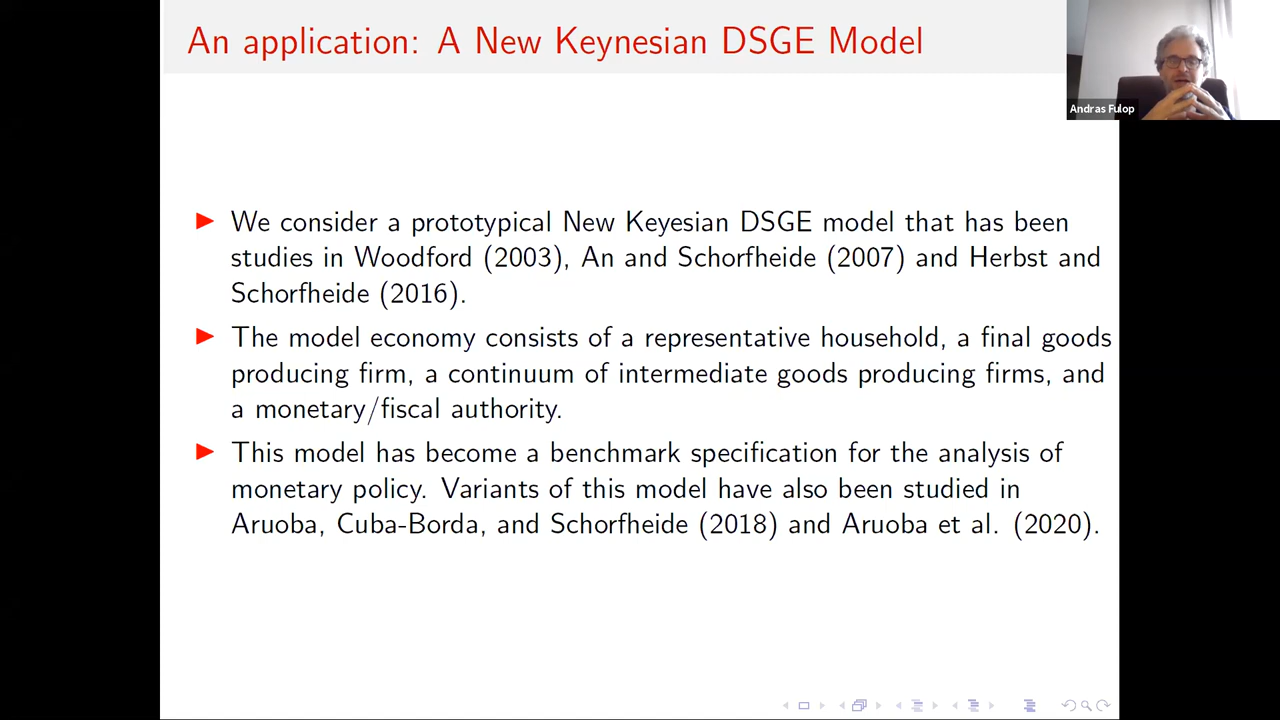 An application: A New Keynesian DSGE Model
Andras Fulop
We consider a prototypical New Keyesian DSGE model that has been
studies in Woodford (2003), An and Schorfheide (2007) and Herbst and
Schorfheide (2016).
The model economy consists of a representative household, a final goods
producing firm, a continuum of intermediate goods producing firms, and
a monetary/fiscal authority.
This model has become a benchmark specification for the analysis of
monetary policy. Variants of this model have also been studied in
Aruoba, Cuba-Borda, and Schorfheide (2018) and Aruoba et al. (2020).